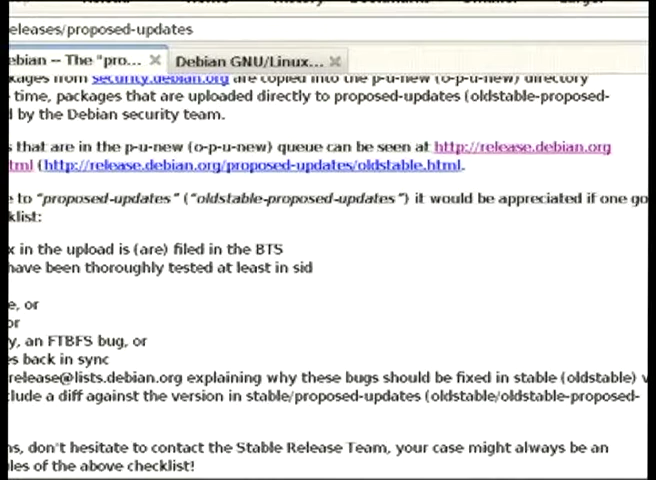 eleases/proposed-updates
ebian -- The "pro... Debian GNU/Linux...
kages from security.debian.org are copied into the p-u-new (o-p-u-new) directory
time, packages that are uploaded directly to proposed-updates (oldstable-proposed-
d by the Debian security team.
s that are in the p-u-new (o-p-u-new) queue can be seen at http://release.debian.org
tml (http://release.debian.org/proposed-updates/oldstable.html.
e to "proposed-updates" ("oldstable-proposed-updates") it would be appreciated if one go
klist:
x in the upload is (are) filed in the BTS
have been thoroughly tested at least in sid
e, or
or
y, an FTBFS bug, or
es back in sync
release@lists.debian.org explaining why these bugs should be fixed in stable (oldstable) v
clude a diff against the version in stable/proposed-updates (oldstable/oldstable-proposed-
ns, don't hesitate to contact the Stable Release Team, your case might always be an
ules of the above checklist!